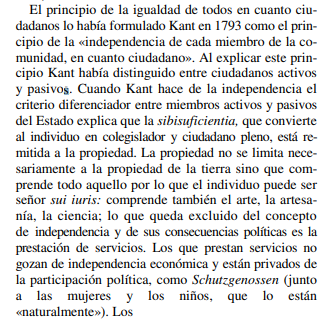 El principio de la igualdad de todos en cuanto ciu-
dadanos lo había formulado Kant en 1793 como el prin-
cipio de la «independencia de cada miembro de la co-
munidad, en cuanto ciudadano». Al explicar este prin-
cipio Kant había distinguido entre ciudadanos activos
y pasivos. Cuando Kant hace de la independencia el
criterio diferenciador entre miembros activos y pasivos
del Estado explica que la sibisuficientia, que convierte
al individuo en colegislador y ciudadano pleno, está re-
mitida a la propiedad. La propiedad no se limita nece-
sariamente a la propiedad de la tierra sino que com-
prende todo aquello por lo que el individuo puede ser
señor sui iuris: comprende también el arte, la artesa-
nía, la ciencia; lo que queda excluido del concepto
de independencia y de sus consecuencias políticas es la
prestación de servicios. Los que prestan servicios no
gozan de independencia económica y están privados de
la participación política, como Schutzgenossen (junto
a las mujeres y los niños, que lo están
«naturalmente»). Los